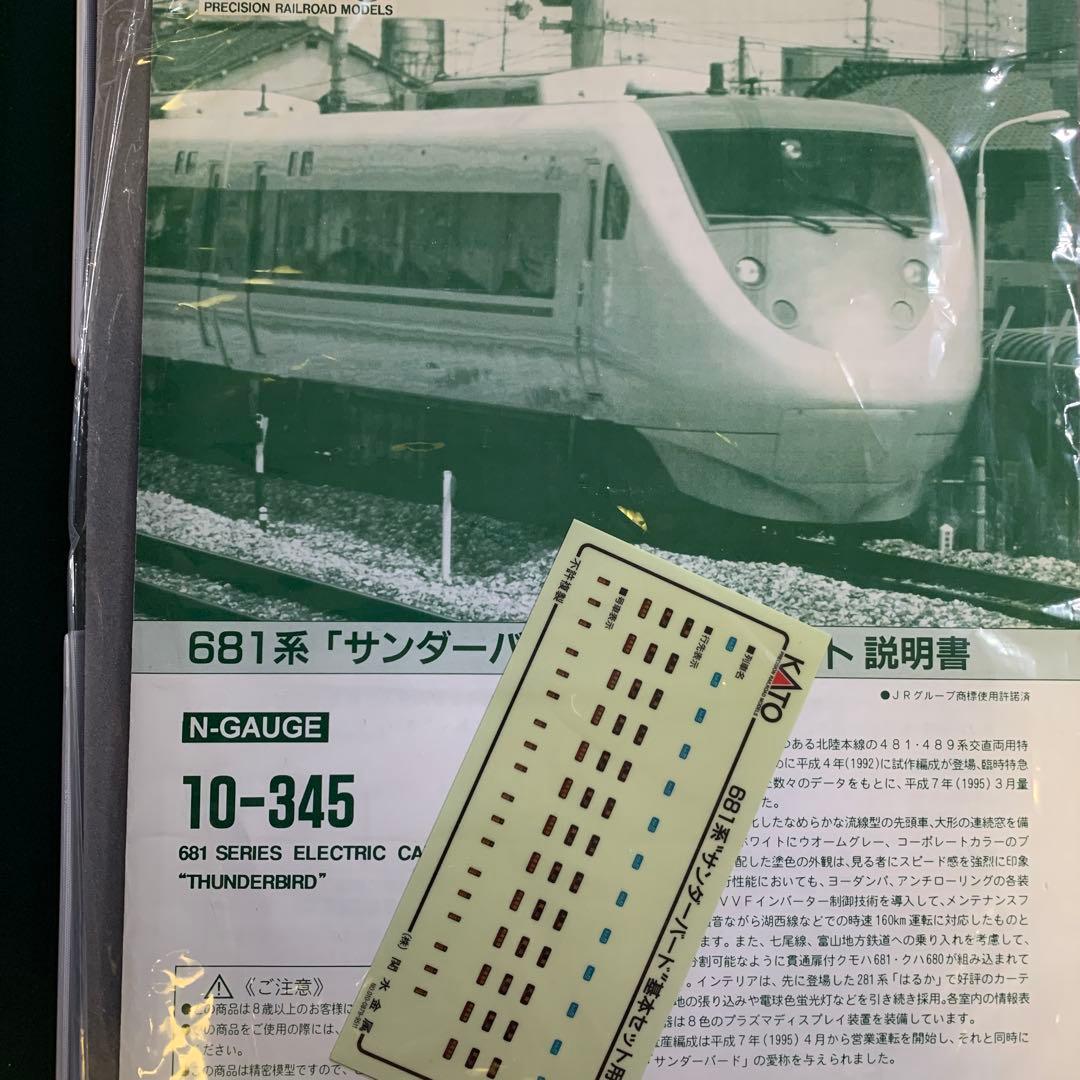 PRECISION RAILROAD MODELS
681系「サンダーバ
ト 説明書
●JRグループ商標使用許諾済
N-GAUGE
10-345
681 SERIES ELECTRIC CA
“THUNDERBIRD”
《ご注意》
●この商品は8歳以上のお客様に
●この商品をご使用の際には、
ください。
●この商品は精密模型ですので、
つある北陸本線の481・489系交直両用特
に平成4年(1992)に試作編成が登場、臨時特急
数々のデータをもとに、平成7年(1995)3月量
た。
化したなめらかな流線型の先頭車、大形の連続窓を備
ホワイトにウオームグレー、コーポレートカラーのブ
配した塗色の外観は、見る者にスピード感を強烈に印象
行性能においても、ヨーダンパ、アンチローリングの各装
VVFインバーター制御技術を導入して、メンテナンスフ
音ながら湖西線などでの時速160km運転に対応したものと
ます。また、七尾線、富山地方鉄道への乗り入れを考慮して、
分割可能なように貫通扉付クモハ681・クハ680が組み込まれて
。インテリアは、先に登場した281系「はるか」で好評のカーテ
地の張り込みや電球色蛍光灯などを引き続き採用。各室内の情報表
器は8色のプラズマディスプレイ装置を装備しています。
産編成は平成7年(1995)4月から営業運転を開始し、それと同時に
「サンダーバード」の愛称を与えられました。
KATO
PRECISION RAILROAD MODELS
681系“サンダーバード”基本セット用
■列車名
■行先表示
■号車表示
不許複製
(株)関水金属